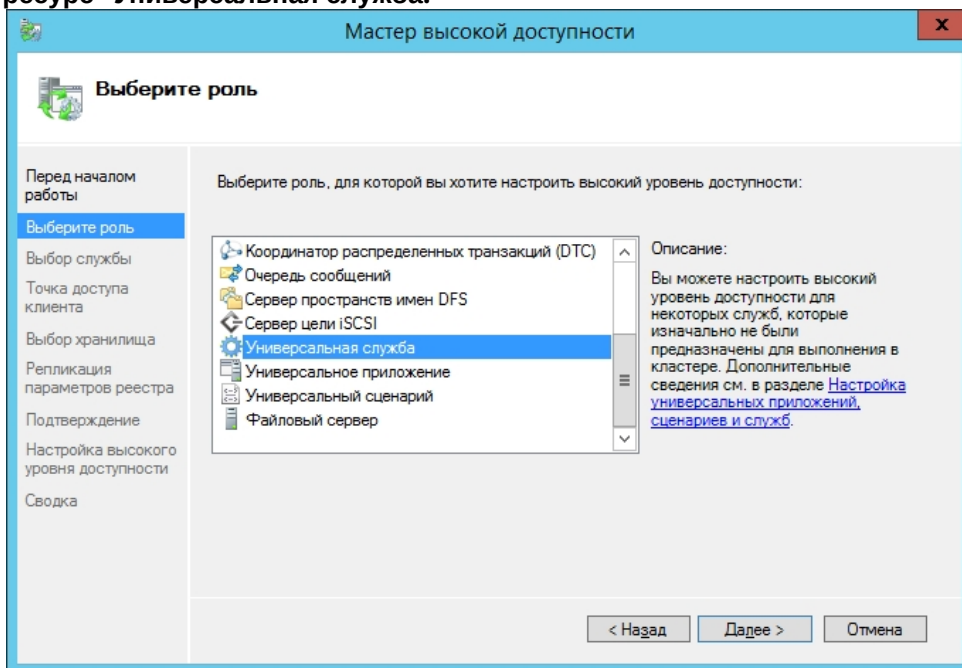 ресурс "Универсальная служба.
Мастер высокой доступности
x
Выберите роль
Перед началом
работы
Выберите роль
Выбор службы
Точка доступа
клиента
Выбор хранилища
Репликация
параметров реестра
Подтверждение
Настройка высокого
уровня доступности
Сводка
Выберите роль, для которой вы хотите настроить высокий уровень доступности:
Координатор распределенных транзакций (DTC)
Очередь сообщений
Сервер пространств имен DFS
Сервер цели iSCSI
Универсальная служба
Универсальное приложение
Универсальный сценарий
Файловый сервер
Описание:
Вы можете настроить высокий
уровень доступности для
некоторых служб, которые
изначально не были
предназначены для выполнения в
кластере. Дополнительные
сведения см. в разделе Настройка
универсальных приложений,
сценариев и служб.
< Назад
Далее >
Отмена